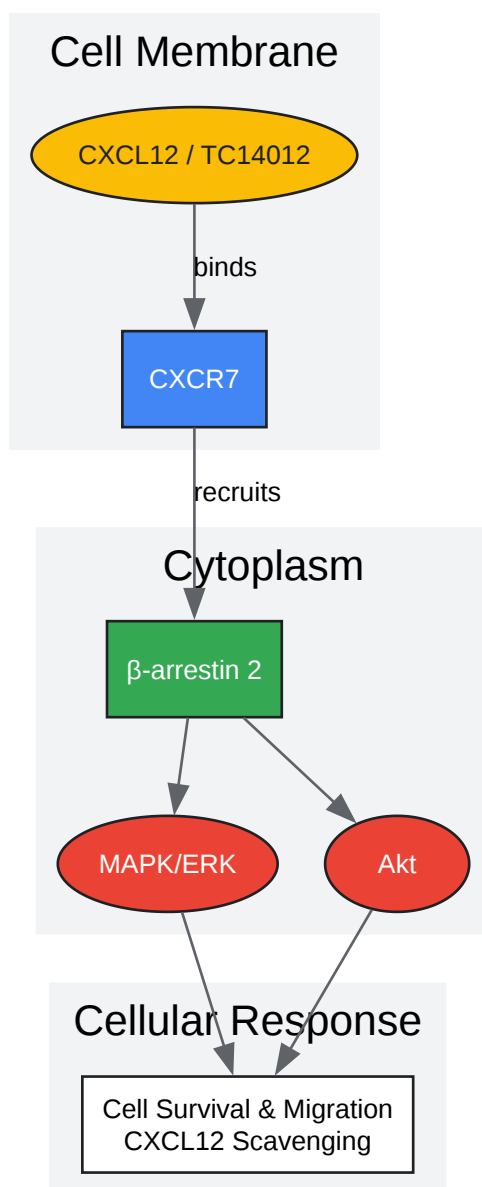 Cell Membrane
CXCL12 / TC14012
binds
CXCR7
recruits
Cytoplasm
β-arrestin 2
MAPK/ERK
Akt
Cellular Response
Cell Survival & Migration
CXCL12 Scavenging